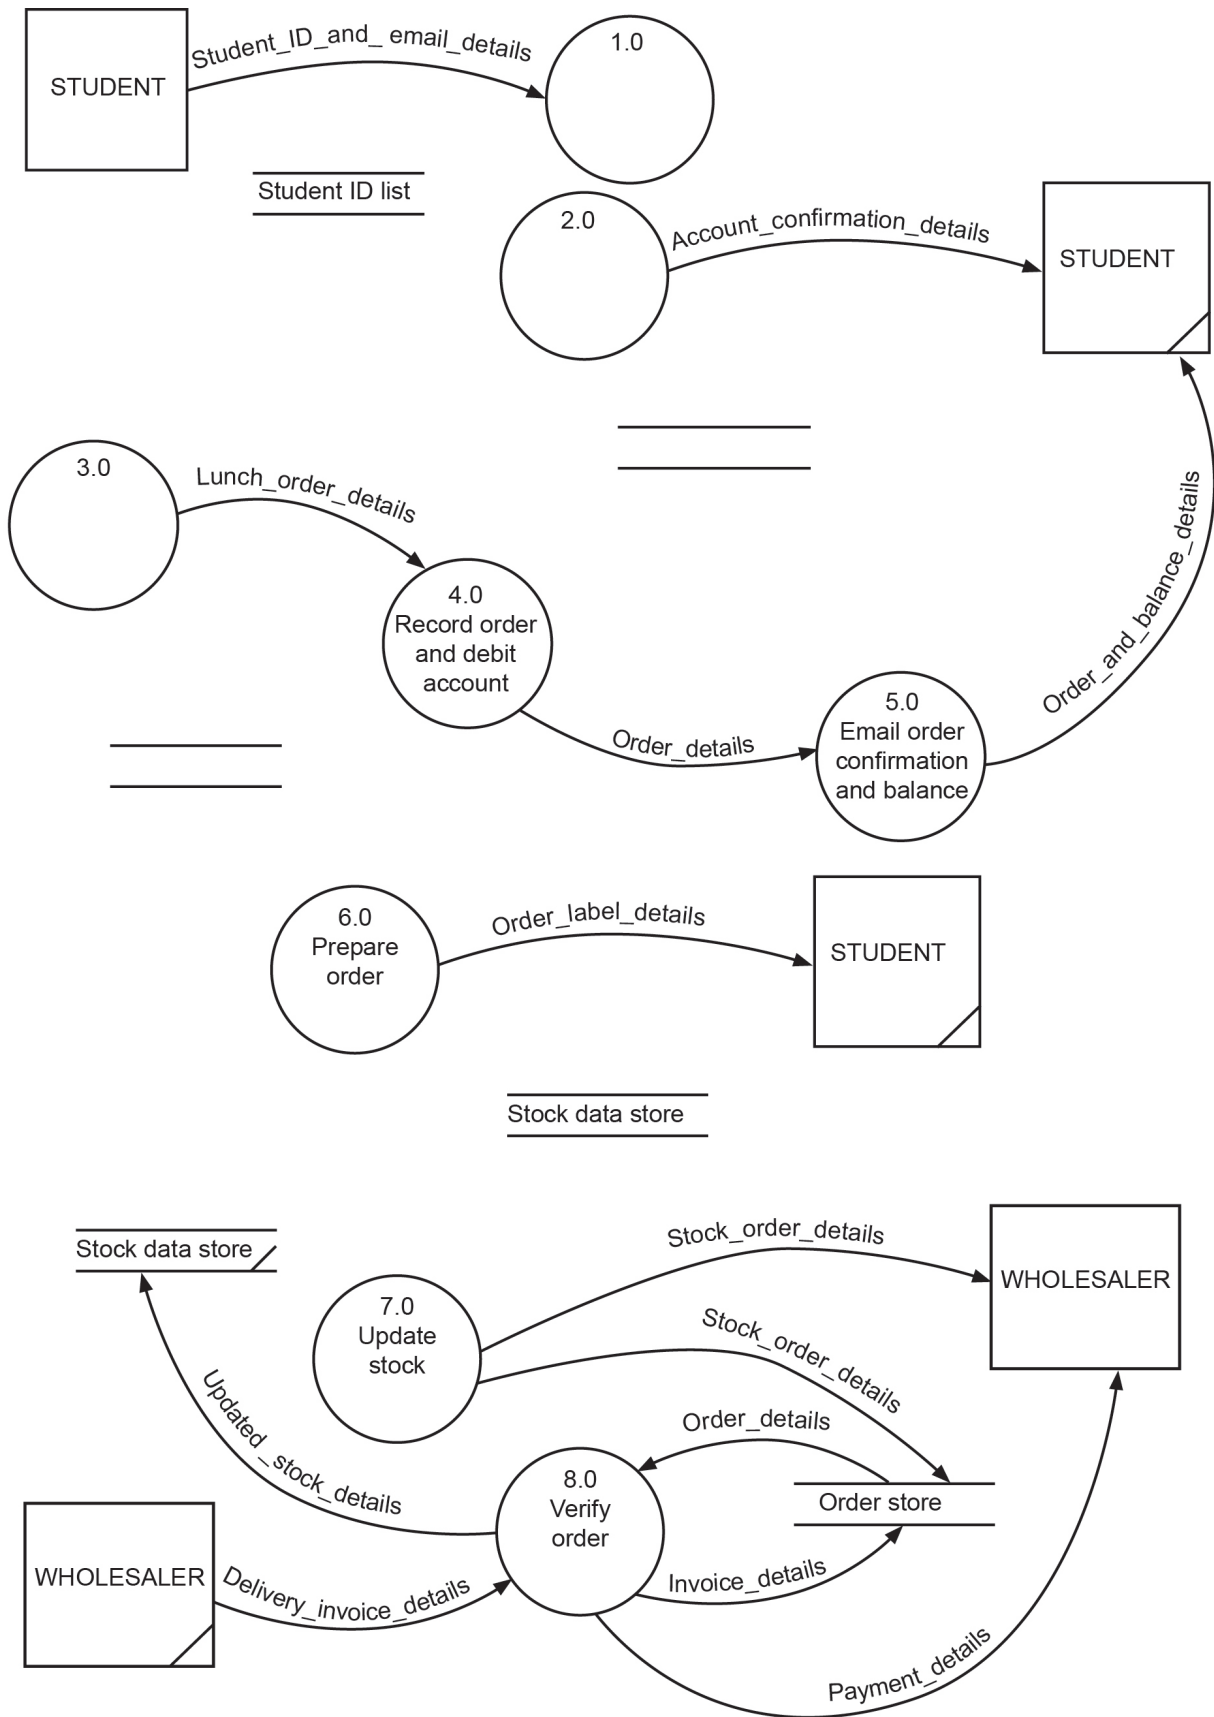 STUDENT
Student_ID_and_ email_details
1.0
Student ID list
2.0
Account_confirmation_details
STUDENT
3.0
Lunch_order_details
4.0
Record order
and debit
account
Order_details
5.0
Email order
confirmation
and balance
Order_and_balance_details
6.0
Prepare
order
Order_label_details
STUDENT
Stock data store
Stock data store
7.0
Update
stock
Stock_order_details
WHOLESALER
Stock_order_details
Updated_stock_details
Order_details
8.0
Verify
order
Order store
WHOLESALER
Delivery_invoice_details
Invoice_details
Payment_details